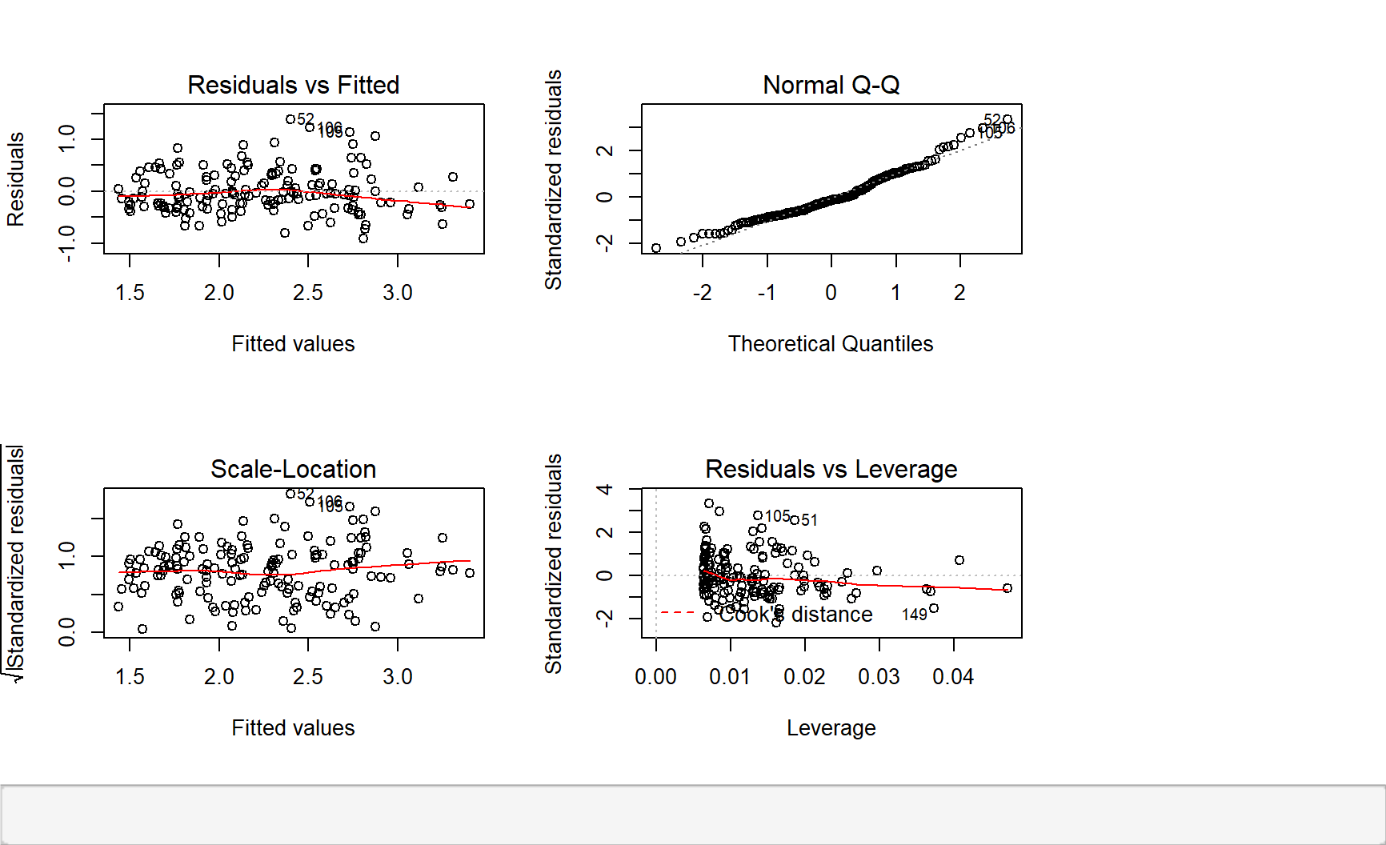 Residuals vs Fitted
Residuals
1.0
0.0
-1.0
52
106
105
1.5 2.0 2.5 3.0
Fitted values
Normal Q-Q
Standardized residuals
2
0
-2
52
106
105
-2 -1 0 1 2
Theoretical Quantiles
Scale-Location
√|Standardized residuals|
1.0
0.0
52
106
105
1.5 2.0 2.5 3.0
Fitted values
Residuals vs Leverage
Standardized residuals
4
2
0
-2
105
51
149
Cook's distance
0.00 0.01 0.02 0.03 0.04
Leverage